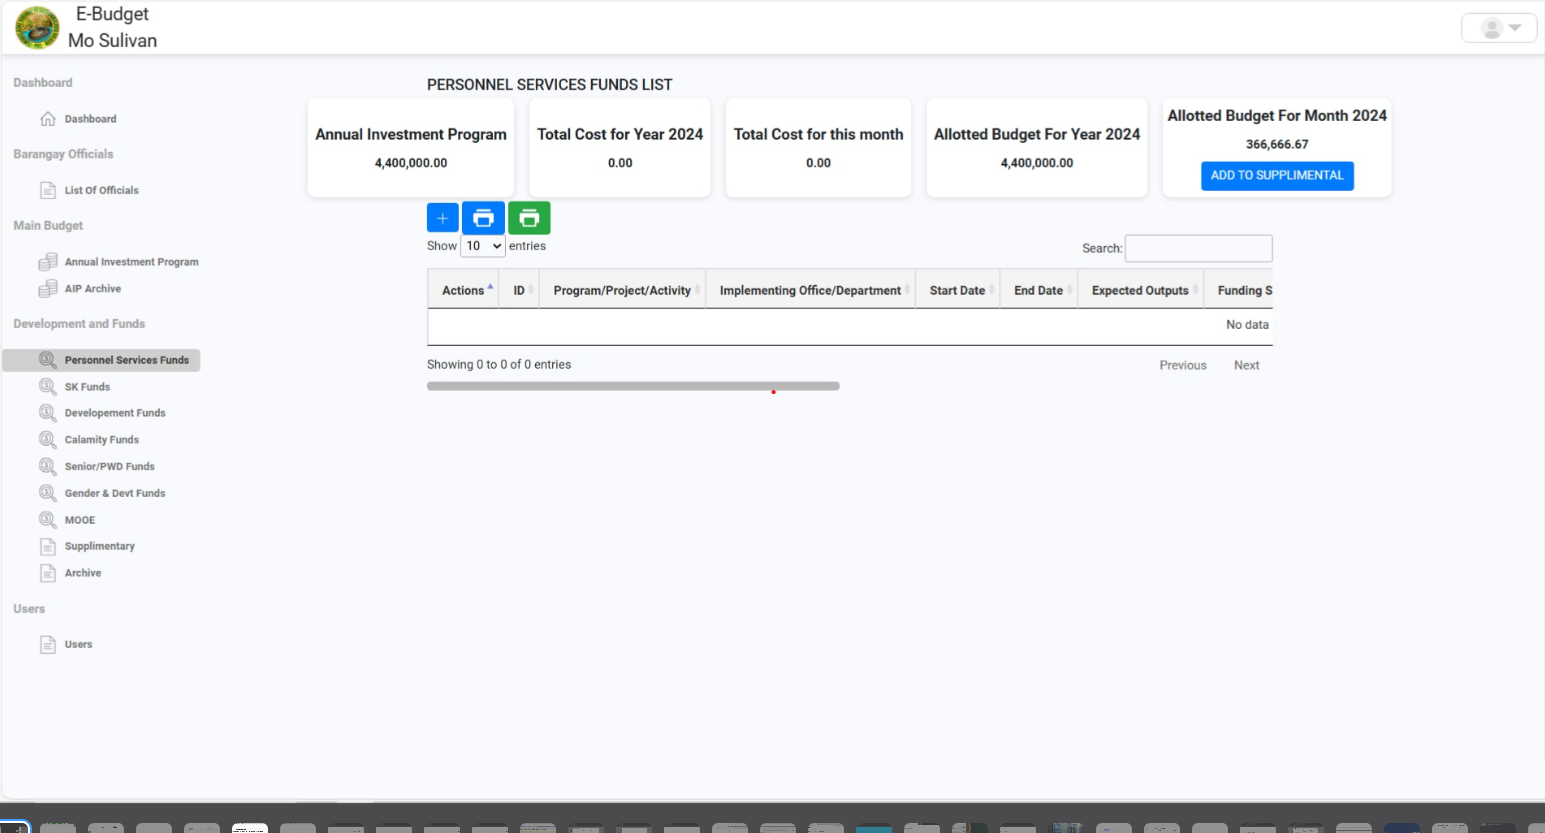 E-Budget
Mo Sulivan
Dashboard
Dashboard
Barangay Officials
List Of Officials
Main Budget
Annual Investment Program
AIP Archive
Development and Funds
Personnel Services Funds
SK Funds
Developement Funds
Calamity Funds
Senior/PWD Funds
Gender & Devt Funds
MOOE
Supplimentary
Archive
Users
Users
PERSONNEL SERVICES FUNDS LIST
Annual Investment Program
4,400,000.00
Total Cost for Year 2024
0.00
Total Cost for this month
0.00
Allotted Budget For Year 2024
4,400,000.00
Allotted Budget For Month 2024
366,666.67
ADD TO SUPPLIMENTAL
Show 10 entries
Search:
Actions ID Program/Project/Activity Implementing Office/Department Start Date End Date Expected Outputs Funding S
No data
Showing 0 to 0 of 0 entries
Previous Next